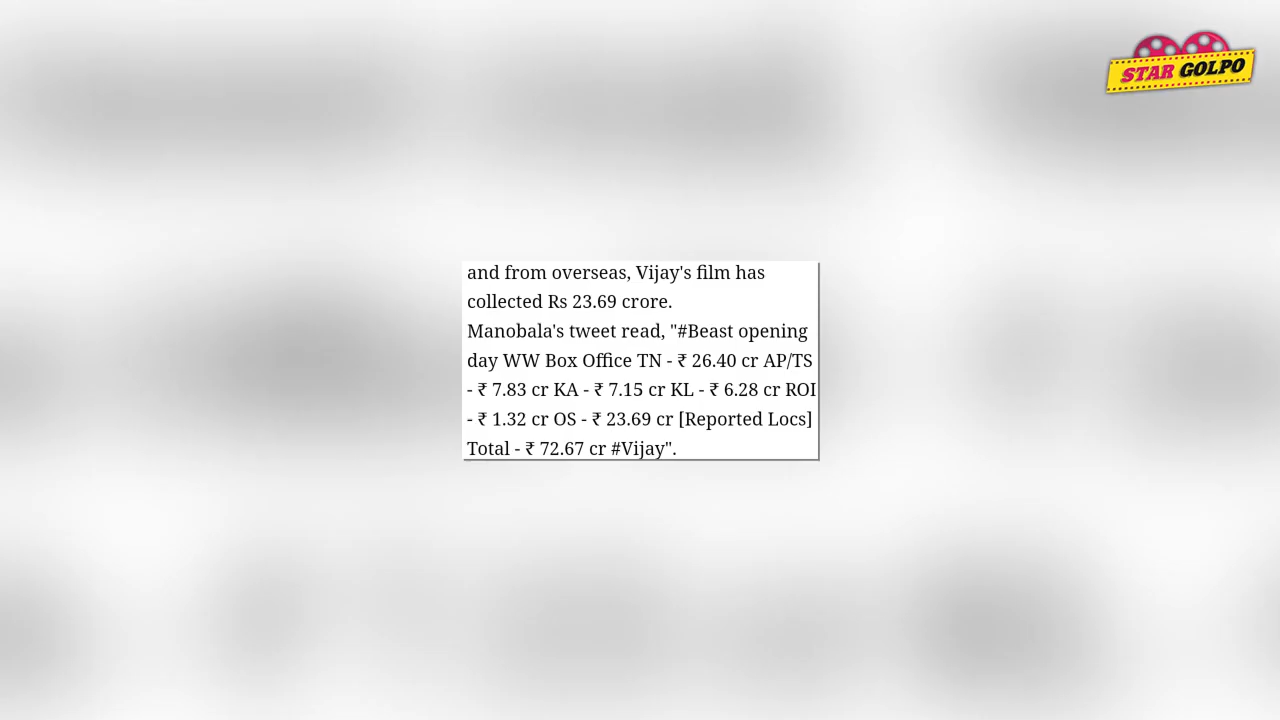 STAR GOLPO
and from overseas, Vijay's film has
collected Rs 23.69 crore.
Manobala's tweet read, "#Beast opening
day WW Box Office TN - ₹ 26.40 cr AP/TS
- ₹ 7.83 cr KA - ₹ 7.15 cr KL - ₹ 6.28 cr ROI
- ₹ 1.32 cr OS - ₹ 23.69 cr [Reported Locs]
Total - ₹ 72.67 cr #Vijay".